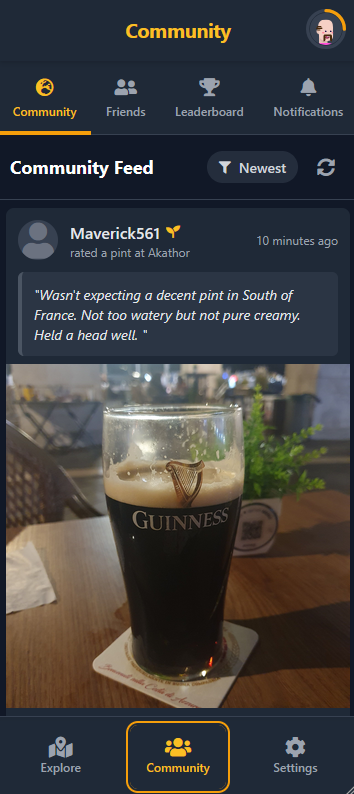 Community
Community
Friends
Leaderboard
Notifications
Community Feed
Newest
Maverick561
10 minutes ago
rated a pint at Akathor
"Wasn't expecting a decent pint in South of
France. Not too watery but not pure creamy.
Held a head well. "
GUINNESS
Explore
Community
Settings